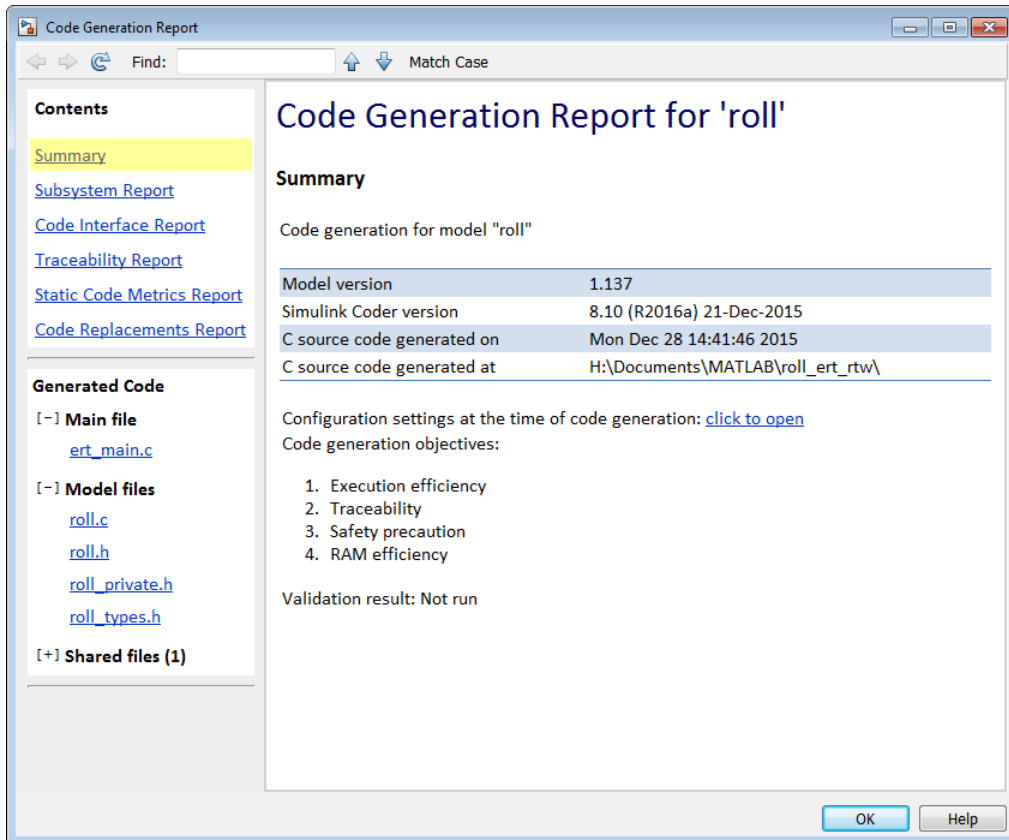 Code Generation Report
Find:
Match Case
Contents
Summary
Subsystem Report
Code Interface Report
Traceability Report
Static Code Metrics Report
Code Replacements Report
Generated Code
[-] Main file
ert_main.c
[-] Model files
roll.c
roll.h
roll_private.h
roll_types.h
[+] Shared files (1)
Code Generation Report for 'roll'
Summary
Code generation for model "roll"
Model version 1.137
Simulink Coder version 8.10 (R2016a) 21-Dec-2015
C source code generated on Mon Dec 28 14:41:46 2015
C source code generated at H:\Documents\MATLAB\roll_ert_rtw\
Configuration settings at the time of code generation: click to open
Code generation objectives:
1. Execution efficiency
2. Traceability
3. Safety precaution
4. RAM efficiency
Validation result: Not run
OK
Help